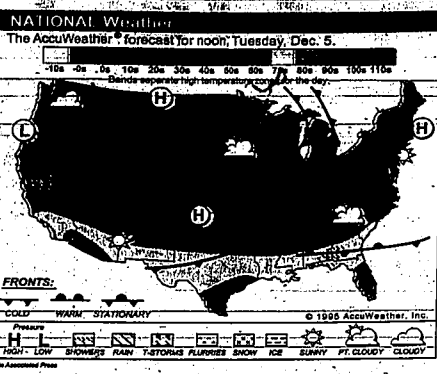 NATIONAL Weather
The AccuWeather® forecast for noon, Tuesday, Dec. 5.
-10s -0s 0s 10s 20s 30s 40s 50s 60s 70s 80s 90s 100s 110s
Bands separate high temperature zones for the day.
H
L
H
H
FRONTS:
COLD WARM STATIONARY
© 1995 AccuWeather, Inc.
Pressure
H L
HIGH LOW SHOWERS RAIN T-STORMS FLURRIES SNOW ICE SUNNY PT. CLOUDY CLOUDY
Associated Press